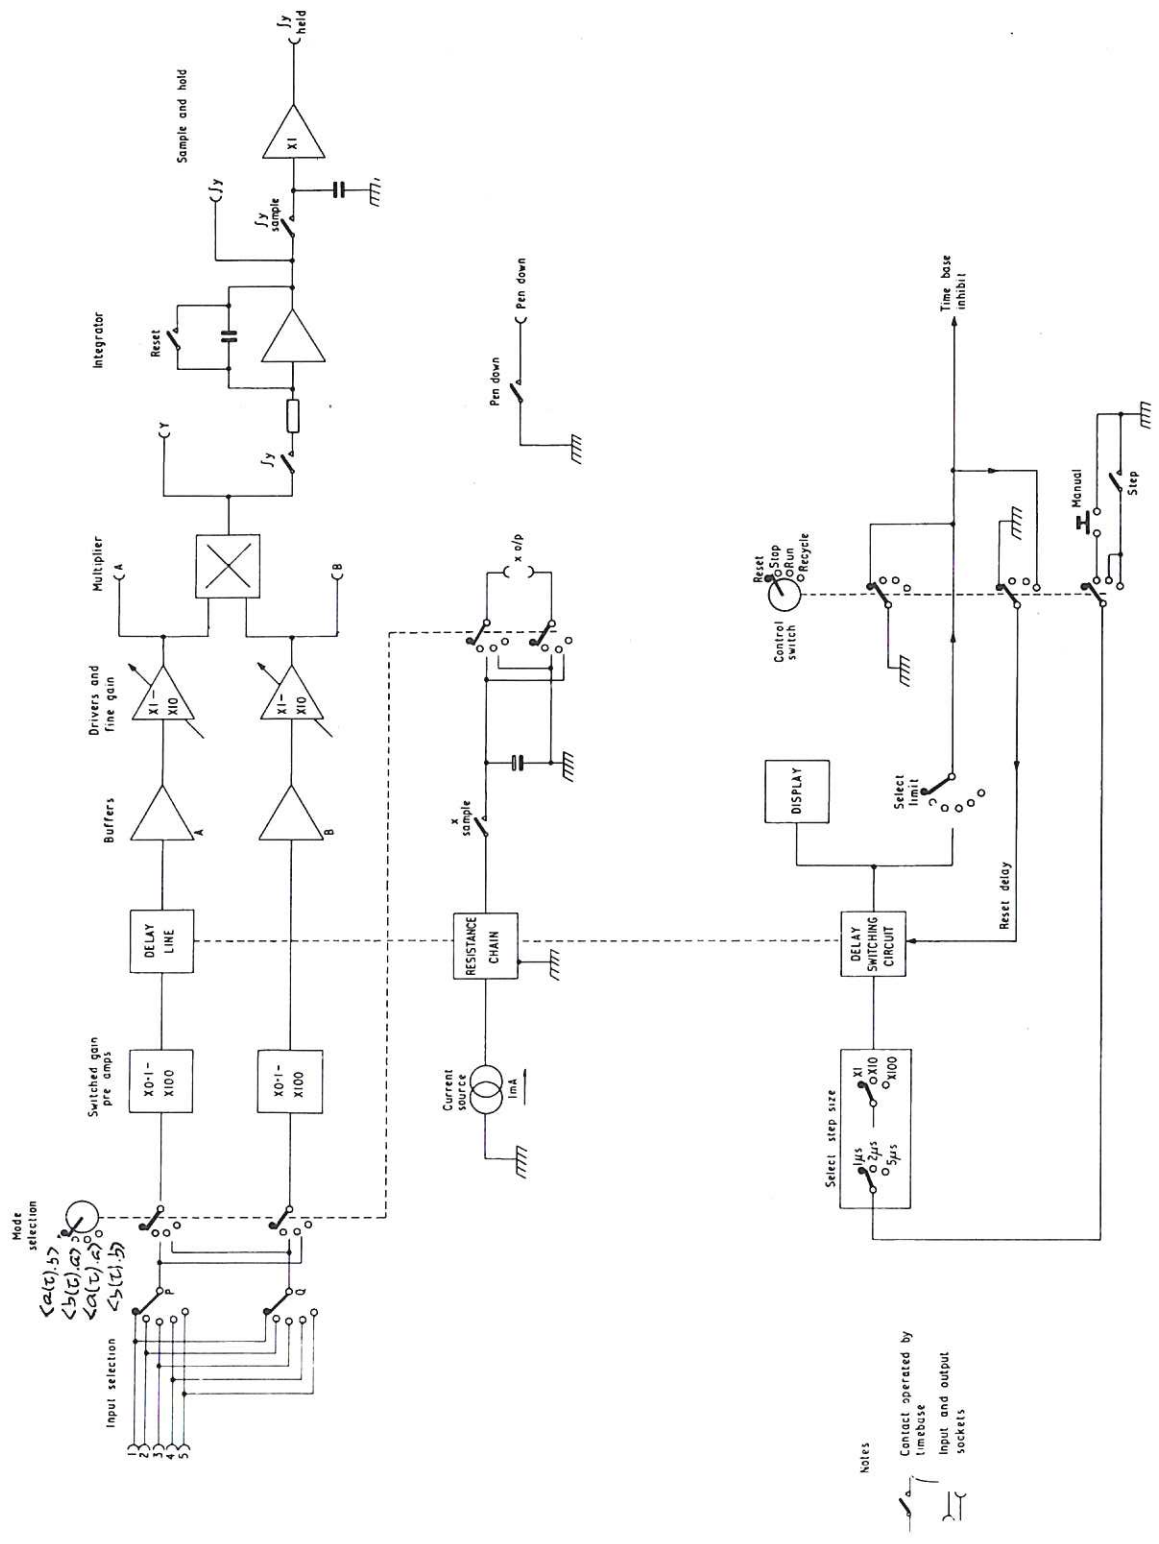 Mode
selection
<a(τ).b>
<b(τ).a>
<a(τ).a>
<b(τ).b>
Input selection
1
2
3
4
5
P
Q
Switched gain
pre amps
X0·1–
X100
X0·1–
X100
DELAY
LINE
Buffers
A
B
Drivers and
fine gain
X1–
X10
X1–
X10
Multiplier
A
B
Y
∫y
Integrator
Reset
∫y
Sample and hold
∫y
sample
X1
∫y
held
Current
source
1mA
RESISTANCE
CHAIN
X
sample
X o/p
Pen down
Pen down
Select step size
1μs
2μs
5μs
X1
X10
X100
DELAY
SWITCHING
CIRCUIT
Reset delay
DISPLAY
Select
limit
Control
switch
Reset
Stop
Run
Recycle
Time base
inhibit
Manual
Step
Notes
Contact operated by
timebase
Input and output
sockets